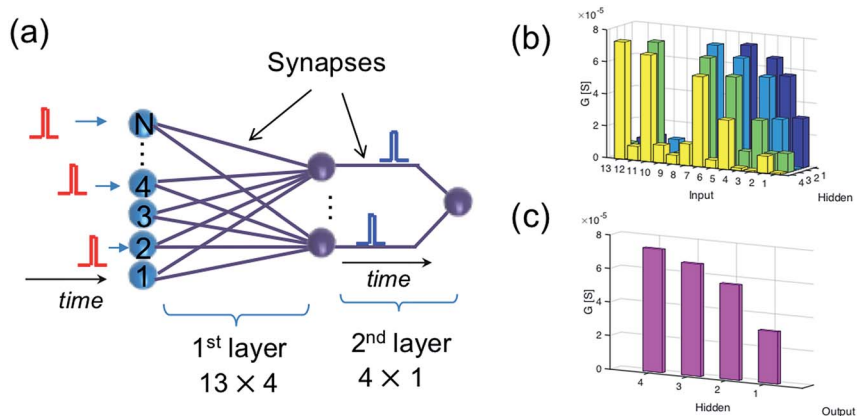 (a)
Synapses
N
4
3
2
1
time
time
1st layer
13 × 4
2nd layer
4 × 1
(b)
×10-5
8
6
4
2
0
G [S]
13 12 11 10 9 8 7 6 5 4 3 2 1
Input
4 3 2 1
Hidden
(c)
×10-5
8
6
4
2
0
G [S]
4 3 2 1
Hidden
Output